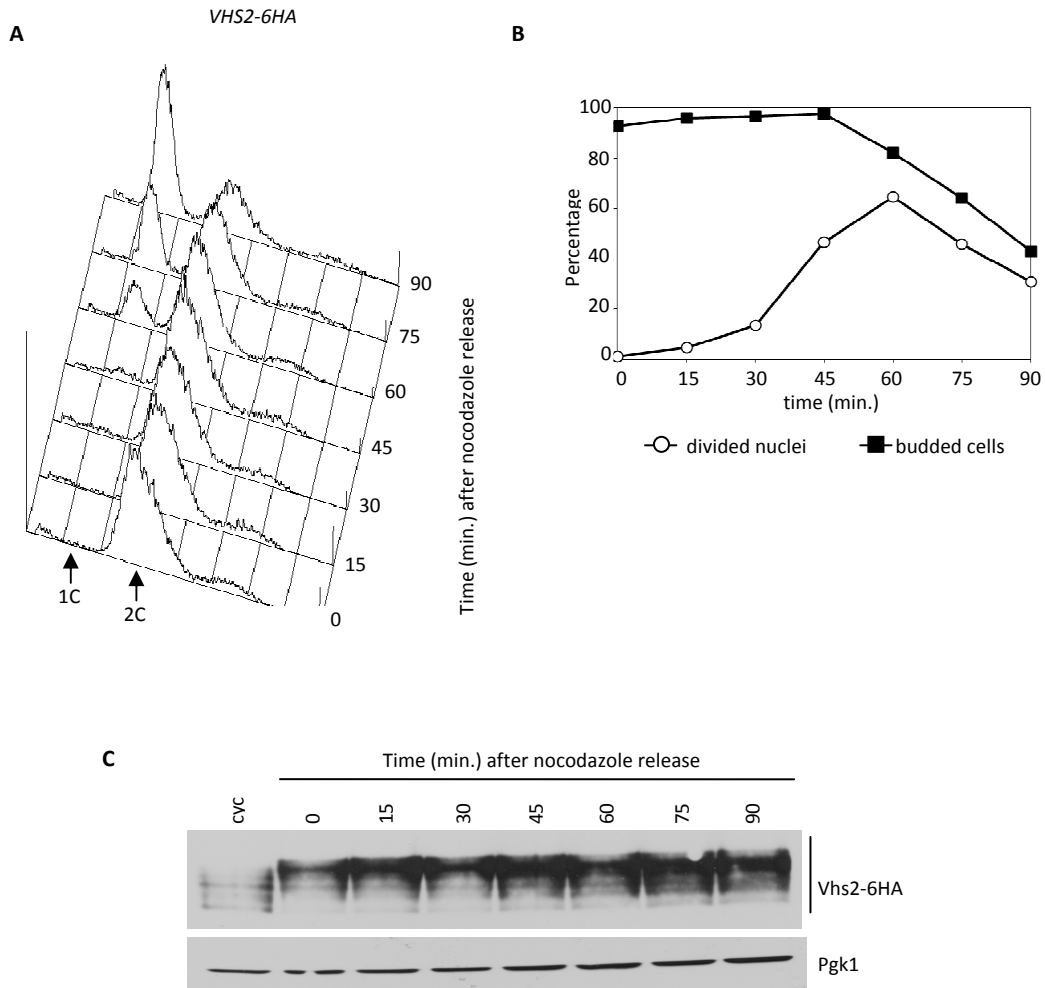 VHS2-6HA
A
90
75
60
45
30
15
0
Time (min.) after nocodazole release
1C
2C
B
100
80
60
40
20
0
Percentage
0 15 30 45 60 75 90
time (min.)
divided nuclei
budded cells
C
Time (min.) after nocodazole release
cyc 0 15 30 45 60 75 90
Vhs2-6HA
Pgk1